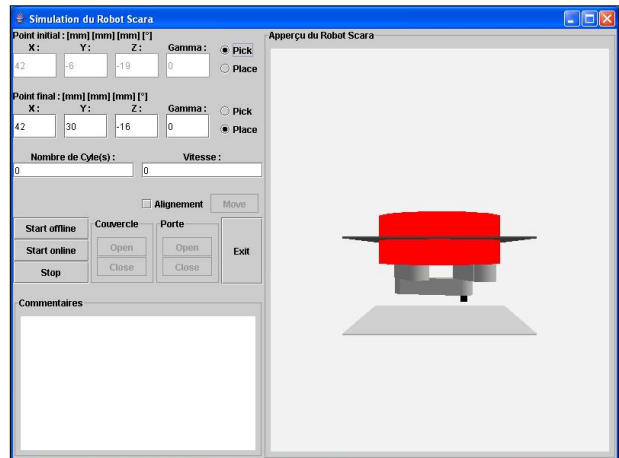 Simulation du Robot Scara
Point initial : [mm] [mm] [mm] [°]
X : Y : Z : Gamma :
42 -6 -19 0
Pick
Place
Point final : [mm] [mm] [mm] [°]
X : Y : Z : Gamma :
42 30 -16 0
Pick
Place
Nombre de Cyle(s) : Vitesse :
0 0
Alignement Move
Start offline
Start online
Stop
Couvercle
Open
Close
Porte
Open
Close
Exit
Commentaires
Apperçu du Robot Scara